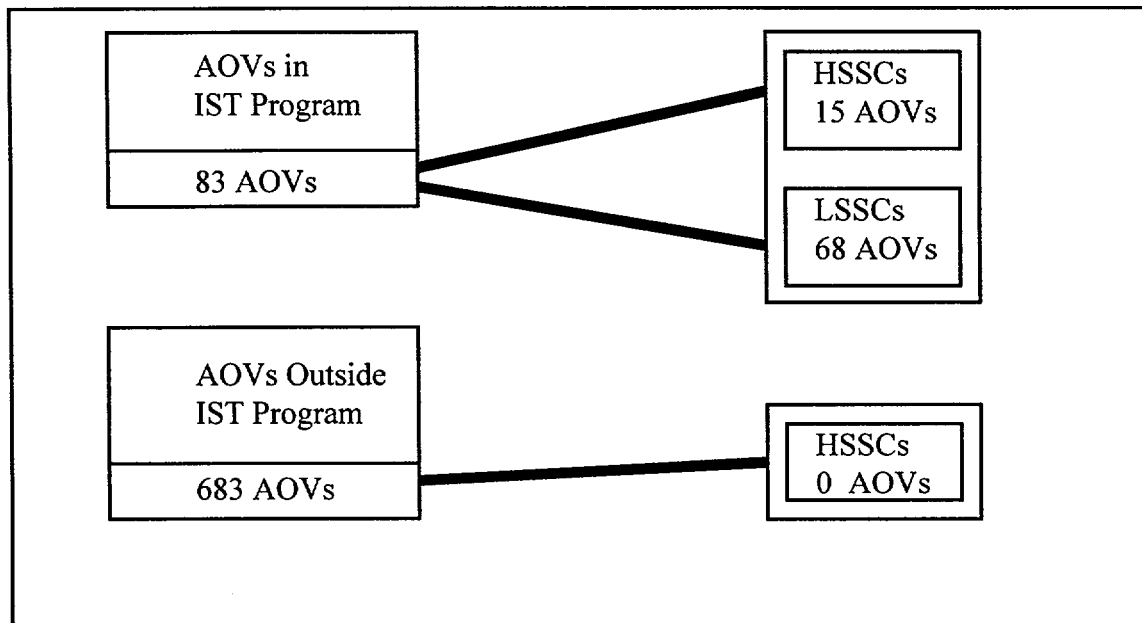 AOVs in
IST Program
83 AOVs
HSSCs
15 AOVs
LSSCs
68 AOVs
AOVs Outside
IST Program
683 AOVs
HSSCs
0 AOVs